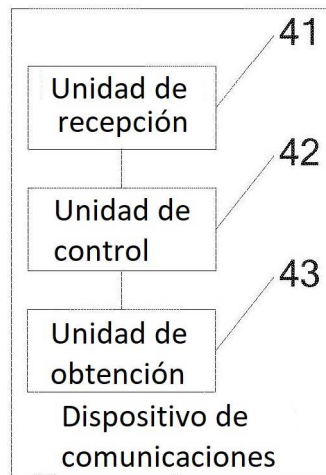 41
Unidad de
recepción
42
Unidad de
control
43
Unidad de
obtención
Dispositivo de
comunicaciones